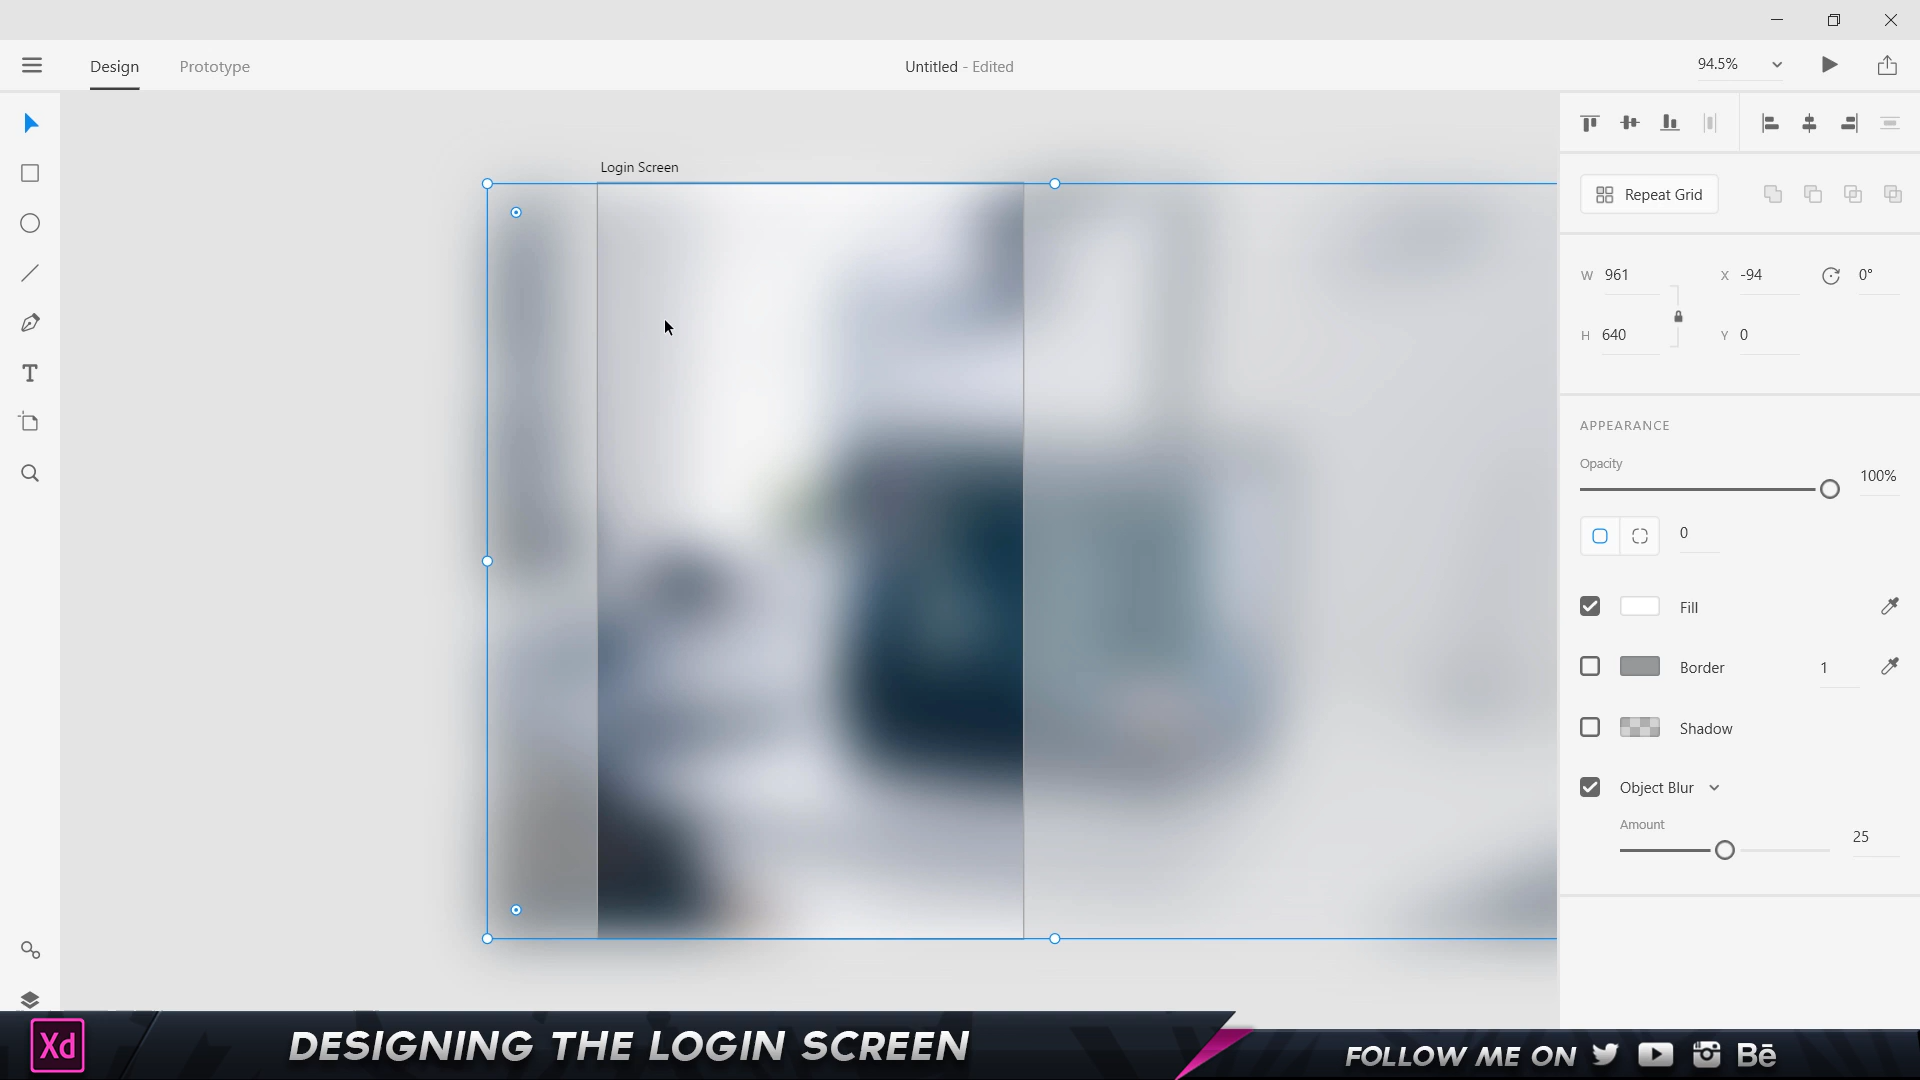 Design
Prototype
Untitled - Edited
94.5%
Login Screen
Repeat Grid
W 961
X -94
0°
H 640
Y 0
APPEARANCE
Opacity
100%
0
Fill
Border
1
Shadow
Object Blur
Amount
25
Xd
DESIGNING THE LOGIN SCREEN
FOLLOW ME ON
Bē